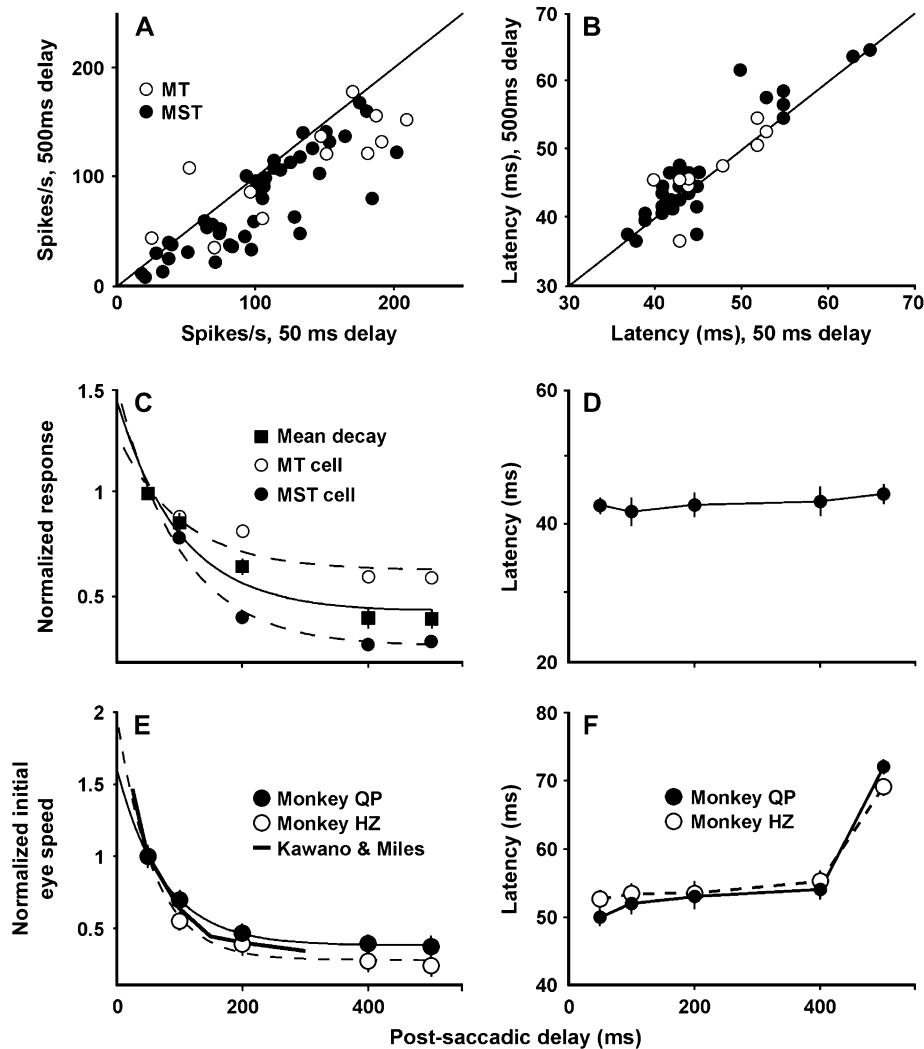 A
Spikes/s, 500ms delay
200
100
0
MT
MST
0
100
200
Spikes/s, 50 ms delay
B
Latency (ms), 500ms delay
70
60
50
40
30
30
40
50
60
70
Latency (ms), 50 ms delay
C
Normalized response
1.5
1
0.5
Mean decay
MT cell
MST cell
D
Latency (ms)
60
40
20
E
Normalized initial
eye speed
2
1.5
1
0.5
Monkey QP
Monkey HZ
Kawano & Miles
0
200
400
F
Latency (ms)
80
70
60
50
40
Monkey QP
Monkey HZ
0
200
400
Post-saccadic delay (ms)